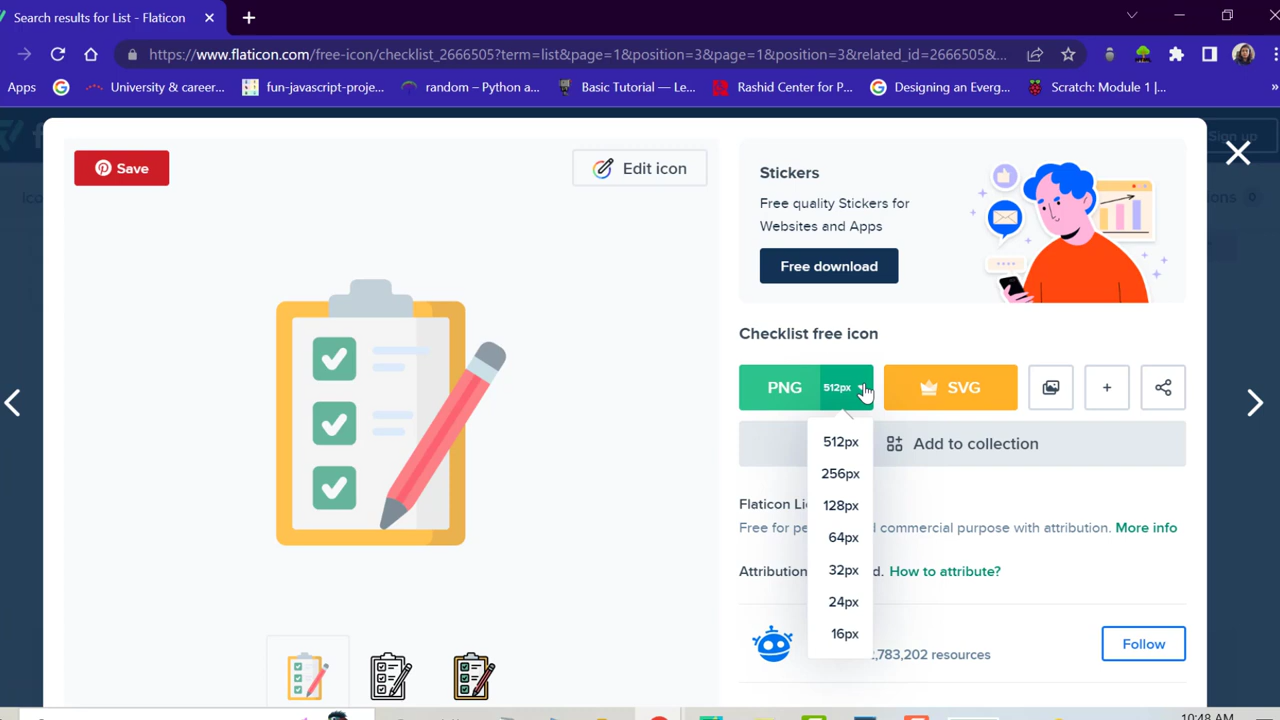 Search results for List - Flaticon
https://www.flaticon.com/free-icon/checklist_2666505?term=list&page=1&position=3&page=1&position=3&related_id=2666505&...
Apps
University & career...
fun-javascript-proje...
random – Python a...
Basic Tutorial — Le...
Rashid Center for P...
Designing an Everg...
Scratch: Module 1 |...
Sign up
0
Save
Edit icon
Stickers
Free quality Stickers for
Websites and Apps
Free download
Checklist free icon
PNG 512px
SVG
512px
256px
128px
64px
32px
24px
16px
Add to collection
Flaticon Li
Free for pe d commercial purpose with attribution. More info
Attribution d. How to attribute?
,783,202 resources
Follow
10:48 AM